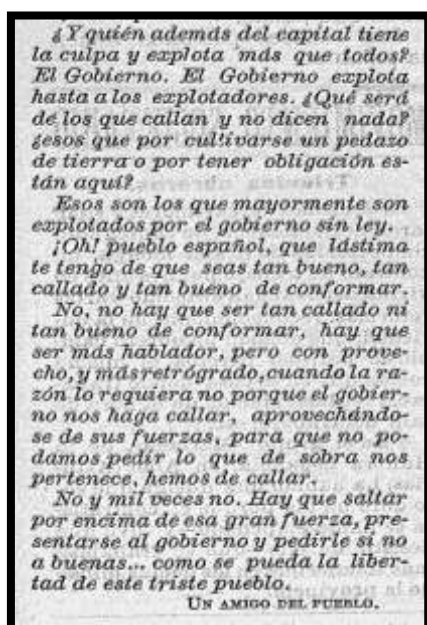 ¿Y quién además del capital tiene
la culpa y explota más que todos?
El Gobierno. El Gobierno explota
hasta a los explotadores. ¿Qué será
de los que callan y no dicen nada?
¿esos que por cultivarse un pedazo
de tierra o por tener obligación es-
tán aquí?
Esos son los que mayormente son
explotados por el gobierno sin ley.
¡Oh! pueblo español, que lástima
te tengo de que seas tan bueno, tan
callado y tan bueno de conformar.
No, no hay que ser tan callado ni
tan bueno de conformar, hay que
ser más hablador, pero con prove-
cho, y más retrógrado, cuando la ra-
zón lo requiera no porque el gobier-
no nos haga callar, aprovechándo-
se de sus fuerzas, para que no po-
damos pedir lo que de sobra nos
pertenece, hemos de callar.
No y mil veces no. Hay que saltar
por encima de esa gran fuerza, pre-
sentarse al gobierno y pedirle si no
a buenas... como se pueda la liber-
tad de este triste pueblo.
UN AMIGO DEL PUEBLO.